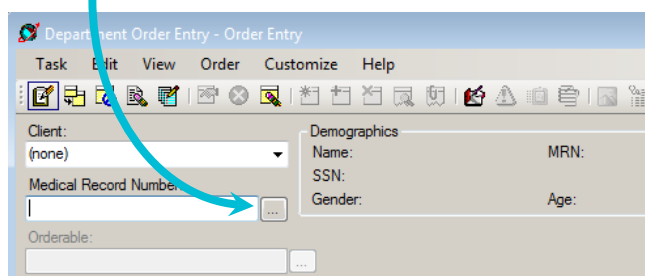 Department Order Entry - Order Entry
Task Edit View Order Customize Help
Client:
(none)
Medical Record Number:
...
Orderable:
...
Demographics
Name:
MRN:
SSN:
Gender:
Age: